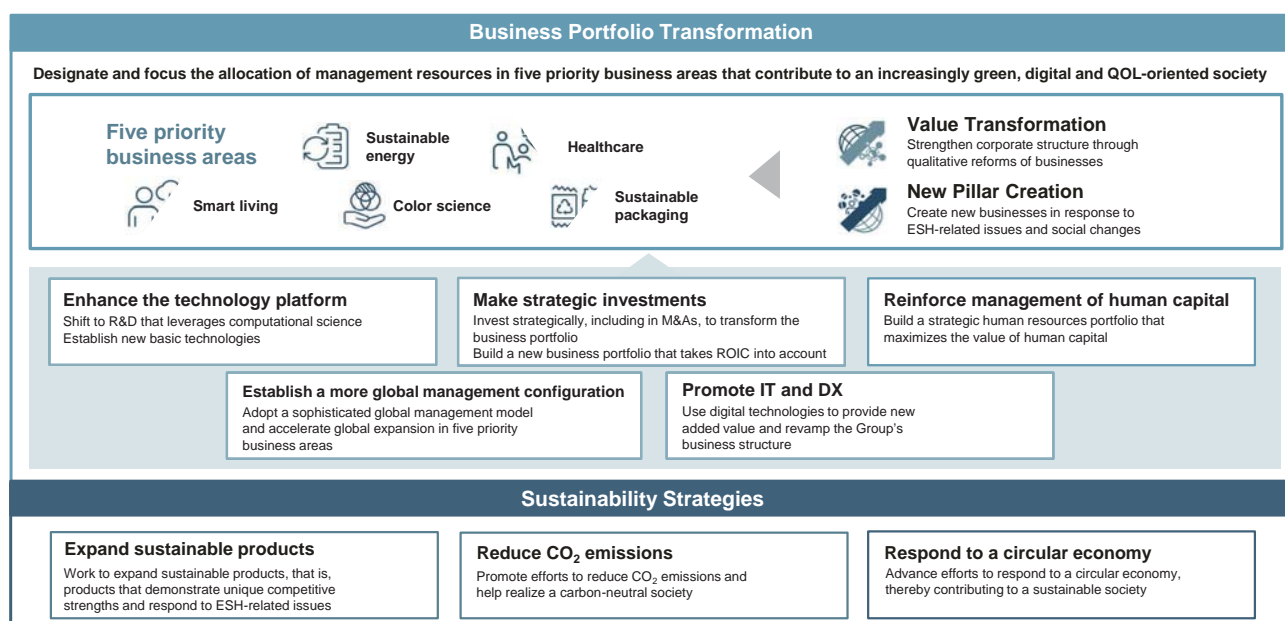 Business Portfolio Transformation
Designate and focus the allocation of management resources in five priority business areas that contribute to an increasingly green, digital and QOL-oriented society
Five priority
business areas
Sustainable
energy
Healthcare
Smart living
Color science
Sustainable
packaging
Value Transformation
Strengthen corporate structure through
qualitative reforms of businesses
New Pillar Creation
Create new businesses in response to
ESH-related issues and social changes
Enhance the technology platform
Shift to R&D that leverages computational science
Establish new basic technologies
Make strategic investments
Invest strategically, including in M&As, to transform the
business portfolio
Build a new business portfolio that takes ROIC into account
Reinforce management of human capital
Build a strategic human resources portfolio that
maximizes the value of human capital
Establish a more global management configuration
Adopt a sophisticated global management model
and accelerate global expansion in five priority
business areas
Promote IT and DX
Use digital technologies to provide new
added value and revamp the Group's
business structure
Sustainability Strategies
Expand sustainable products
Work to expand sustainable products, that is,
products that demonstrate unique competitive
strengths and respond to ESH-related issues
Reduce CO₂ emissions
Promote efforts to reduce CO₂ emissions and
help realize a carbon-neutral society
Respond to a circular economy
Advance efforts to respond to a circular economy,
thereby contributing to a sustainable society